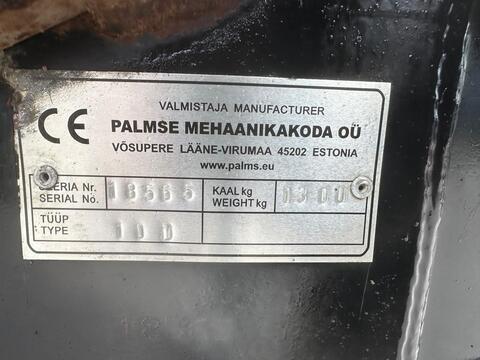 CE
VALMISTAJA MANUFACTURER
PALMSE MEHAANIKAKODA OÜ
VÕSUPERE LÄÄNE-VIRUMAA 45202 ESTONIA
www.palms.eu
SERIA Nr. 18565 KAAL kg 1300
SERIAL No. WEIGHT kg
TÜÜP 10D
TYPE